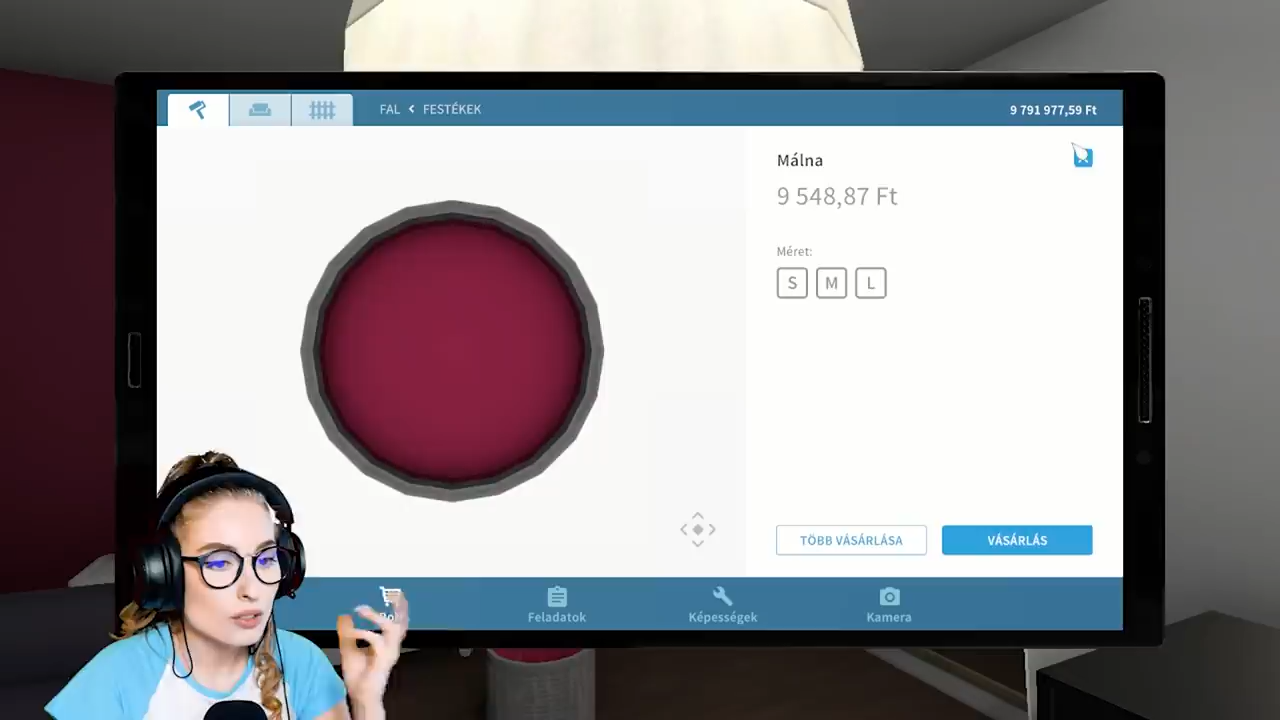 FAL < FESTÉKEK
9 791 977,59 Ft
Málna
9 548,87 Ft
Méret:
S M L
TÖBB VÁSÁRLÁSA
VÁSÁRLÁS
Feladatok
Képességek
Kamera